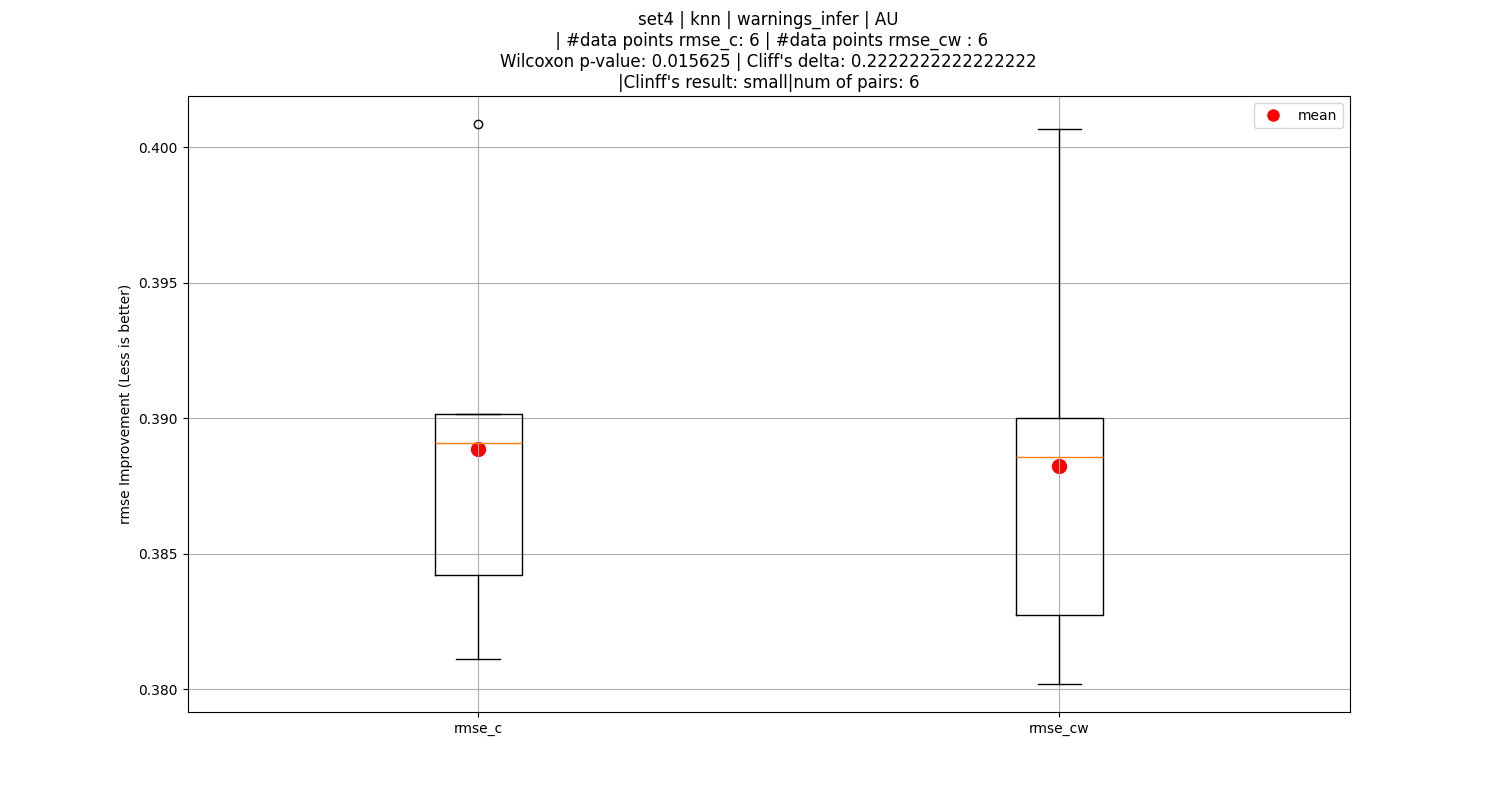 set4 | knn | warnings_infer | AU
| #data points rmse_c: 6 | #data points rmse_cw : 6
Wilcoxon p-value: 0.015625 | Cliff's delta: 0.2222222222222222
|Clinff's result: small|num of pairs: 6
mean
0.400
0.395
0.390
0.385
0.380
rmse Improvement (Less is better)
rmse_c
rmse_cw